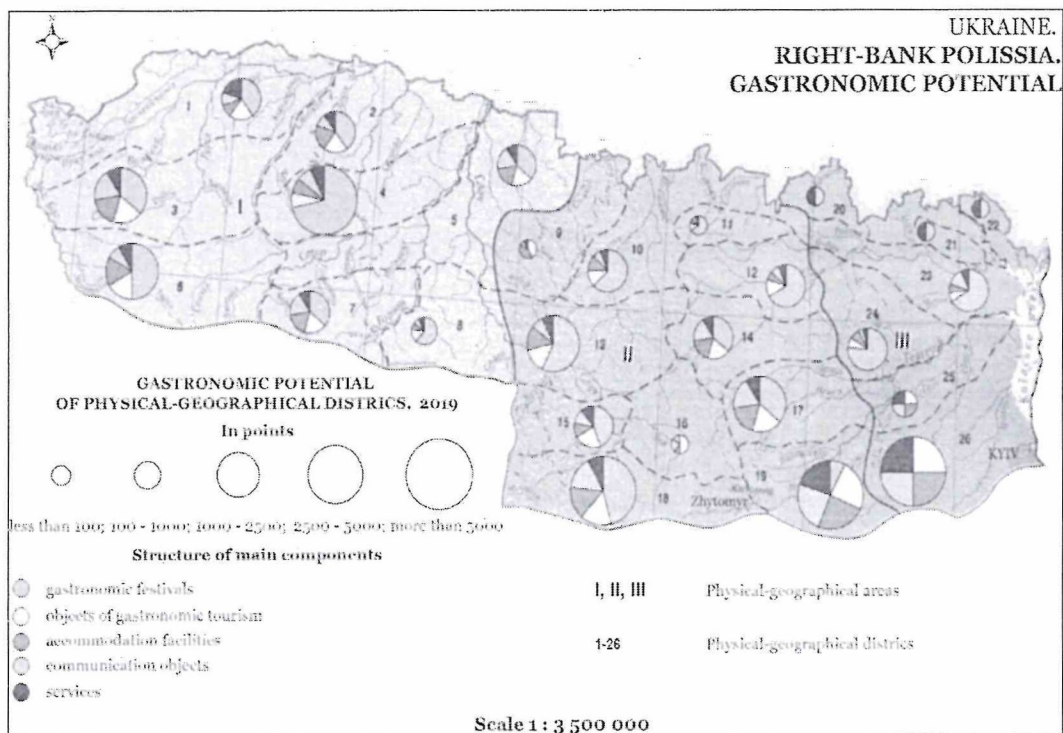 N
UKRAINE.
RIGHT-BANK POLISSIA.
GASTRONOMIC POTENTIAL
1
2
3
I
4
5
6
7
8
9
10
11
12
13
II
14
15
16
17
18
19
20
21
22
23
24
III
25
26
KYIV
Zhytomyr
GASTRONOMIC POTENTIAL
OF PHYSICAL-GEOGRAPHICAL DISTRICTS, 2019
In points
less than 100; 100 - 1000; 1000 - 2500; 2500 - 5000; more than 5000
Structure of main components
gastronomic festivals
objects of gastronomic tourism
accommodation facilities
communication objects
services
I, II, III Physical-geographical areas
1-26 Physical-geographical districts
Scale 1 : 3 500 000